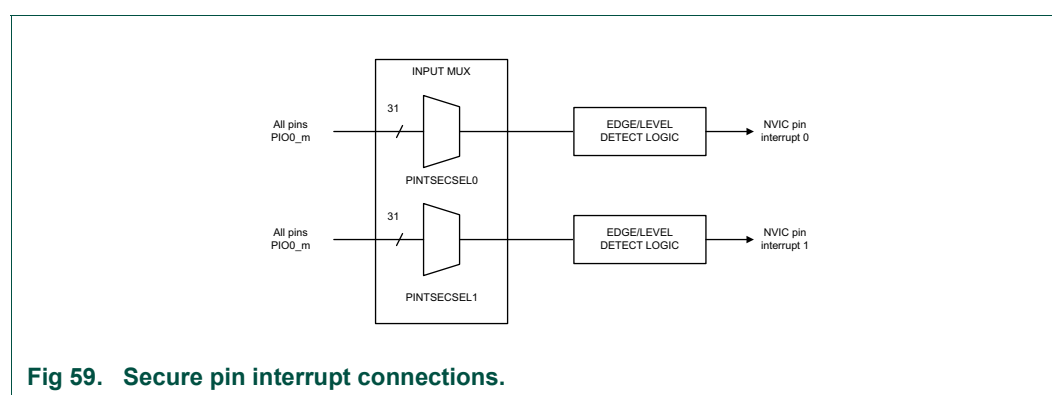 INPUT MUX
31
All pins
PIO0_m
PINTSECSEL0
EDGE/LEVEL
DETECT LOGIC
NVIC pin
interrupt 0
31
All pins
PIO0_m
PINTSECSEL1
EDGE/LEVEL
DETECT LOGIC
NVIC pin
interrupt 1
Fig 59. Secure pin interrupt connections.